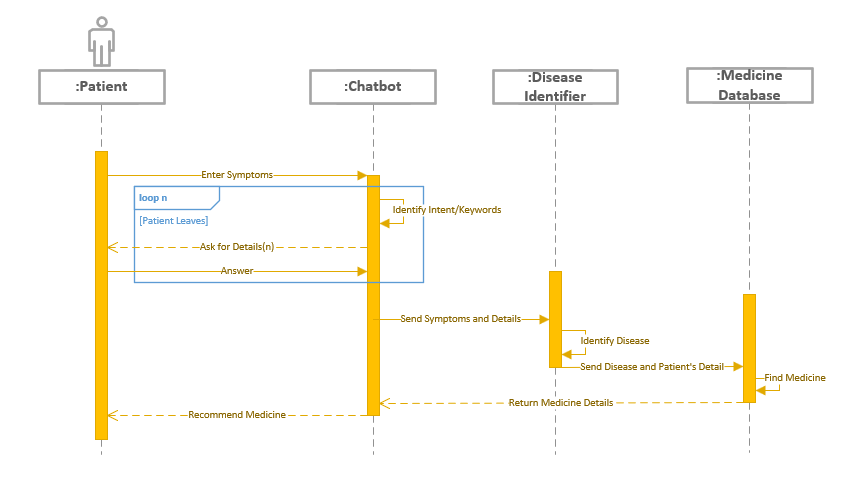 :Patient
:Chatbot
:Disease
Identifier
:Medicine
Database
Enter Symptoms
loop n
[Patient Leaves]
Identify Intent/Keywords
Ask for Details(n)
Answer
Send Symptoms and Details
Identify Disease
Send Disease and Patient's Detail
Find Medicine
Return Medicine Details
Recommend Medicine